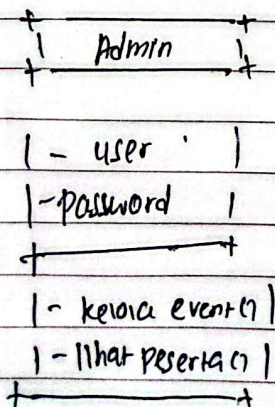 Admin
- user
- password
- kelola event()
- lihat peserta()